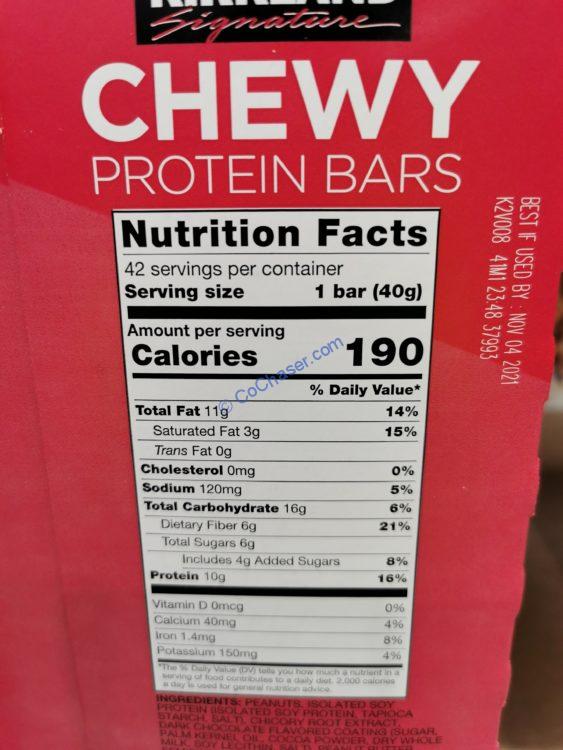 KIRKLAND
Signature
CHEWY
PROTEIN BARS
Nutrition Facts
42 servings per container
Serving size 1 bar (40g)
Amount per serving
Calories 190
% Daily Value*
Total Fat 11g 14%
Saturated Fat 3g 15%
Trans Fat 0g
Cholesterol 0mg 0%
Sodium 120mg 5%
Total Carbohydrate 16g 6%
Dietary Fiber 6g 21%
Total Sugars 6g
Includes 4g Added Sugars 8%
Protein 10g 16%
Vitamin D 0mcg 0%
Calcium 40mg 4%
Iron 1.4mg 8%
Potassium 150mg 4%
*The % Daily Value (DV) tells you how much a nutrient in a
serving of food contributes to a daily diet. 2,000 calories
a day is used for general nutrition advice.
INGREDIENTS: PEANUTS, ISOLATED SOY
PROTEIN (ISOLATED SOY PROTEIN, TAPIOCA
STARCH, SALT), CHICORY ROOT EXTRACT,
DARK CHOCOLATE FLAVORED COATING (SUGAR,
PALM KERNEL OIL, COCOA POWDER, DRY WHOLE
MILK, SOY LECITHIN, SALT), PEANUT BUTTER
BEST IF USED BY : NOV 04 2021
K2V008 41M1 23:48 37993
© CoChaser.com